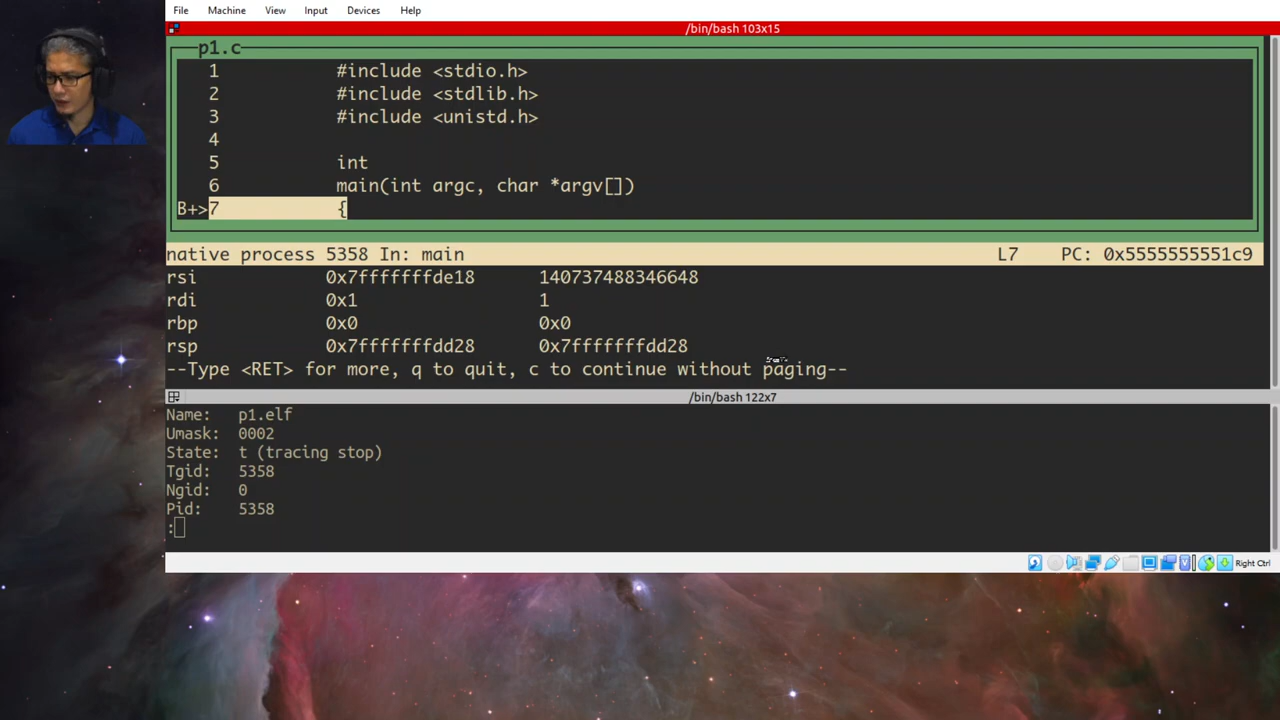 File Machine View Input Devices Help
/bin/bash 103x15
p1.c
1 #include <stdio.h>
2 #include <stdlib.h>
3 #include <unistd.h>
4
5 int
6 main(int argc, char *argv[])
B+>7 {
native process 5358 In: main L7 PC: 0x5555555551c9
rsi 0x7fffffffde18 140737488346648
rdi 0x1 1
rbp 0x0 0x0
rsp 0x7fffffffdd28 0x7fffffffdd28
--Type <RET> for more, q to quit, c to continue without paging--
/bin/bash 122x7
Name: p1.elf
Umask: 0002
State: t (tracing stop)
Tgid: 5358
Ngid: 0
Pid: 5358
:
Right Ctrl